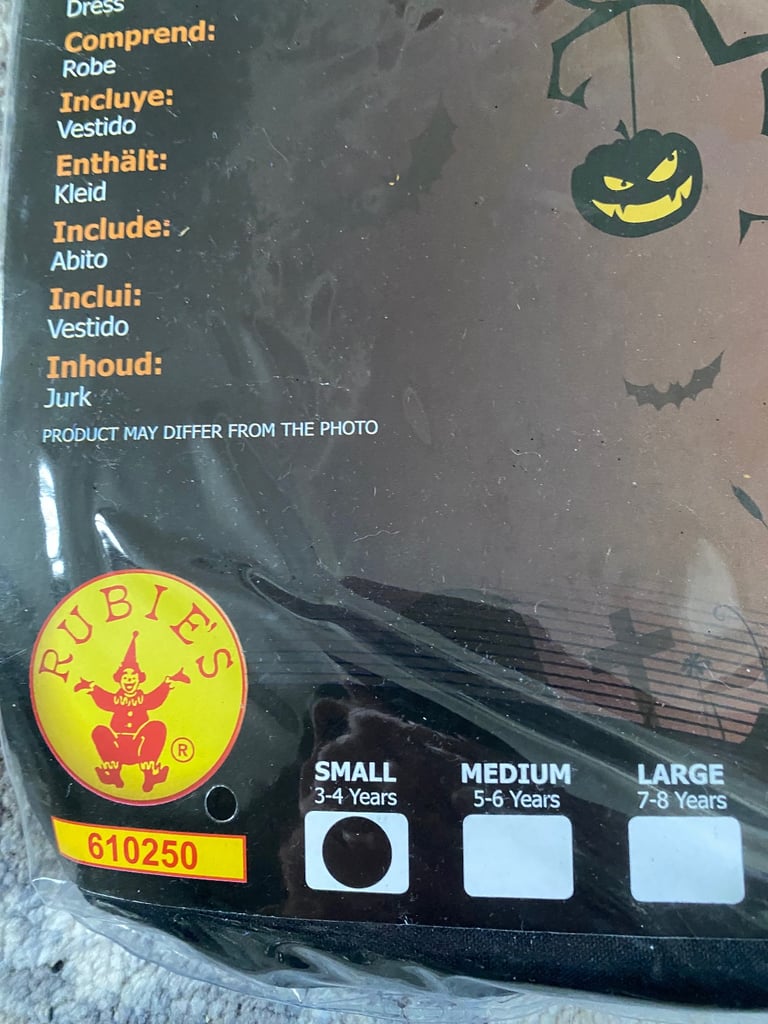 Dress
Comprend:
Robe
Incluye:
Vestido
Enthält:
Kleid
Include:
Abito
Inclui:
Vestido
Inhoud:
Jurk
PRODUCT MAY DIFFER FROM THE PHOTO
RUBIE'S
®
610250
SMALL
3-4 Years
MEDIUM
5-6 Years
LARGE
7-8 Years